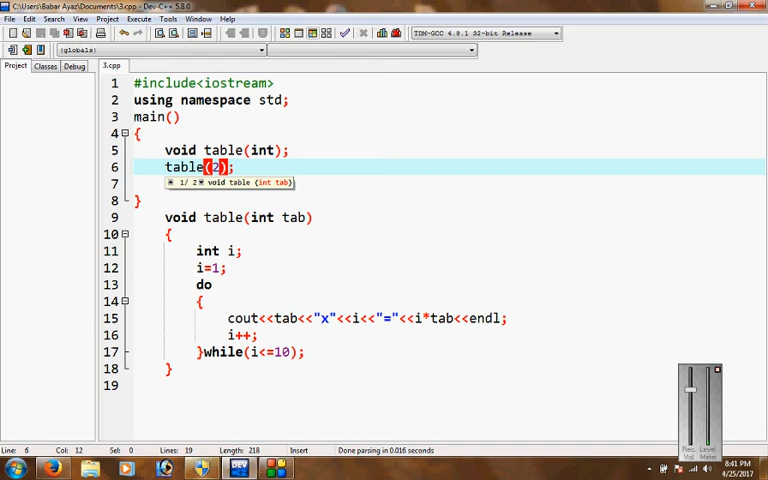 C:\Users\Babar Ayaz\Documents\3.cpp - Dev-C++ 5.8.0
File Edit Search View Project Execute Tools Window Help
TDM-GCC 4.8.1 32-bit Release
(globals)
Project Classes Debug
3.cpp
1 #include<iostream>
2 using namespace std;
3 main()
4 {
5 void table(int);
6 table(2);
7 1/ 2 void table (int tab)
8 }
9 void table(int tab)
10 {
11 int i;
12 i=1;
13 do
14 {
15 cout<<tab<<"x"<<i<<"="<<i*tab<<endl;
16 i++;
17 }while(i<=10);
18 }
19
Rec. Vol Level Meter
Line: 6 Col: 12 Sel: 0 Lines: 19 Length: 218 Insert Done parsing in 0.016 seconds
DEV
8:41 PM
4/25/2017